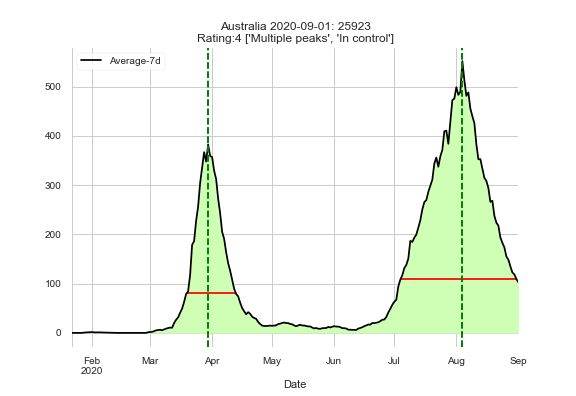 Australia 2020-09-01: 25923
Rating:4 ['Multiple peaks', 'In control']
Average-7d
500
400
300
200
100
0
Feb
2020
Mar
Apr
May
Jun
Jul
Aug
Sep
Date